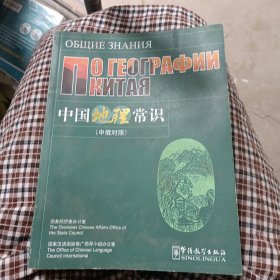 ОБЩИЕ ЗНАНИЯ
ПО ГЕОГРАФИИ
КИТАЯ
中国地理常识
(中俄对照)
国务院侨务办公室
The Overseas Chinese Affairs Office of
the State Council
国家汉语国际推广领导小组办公室
The Office of Chinese Language
Council International
华语教学出版社
SINOLINGUA